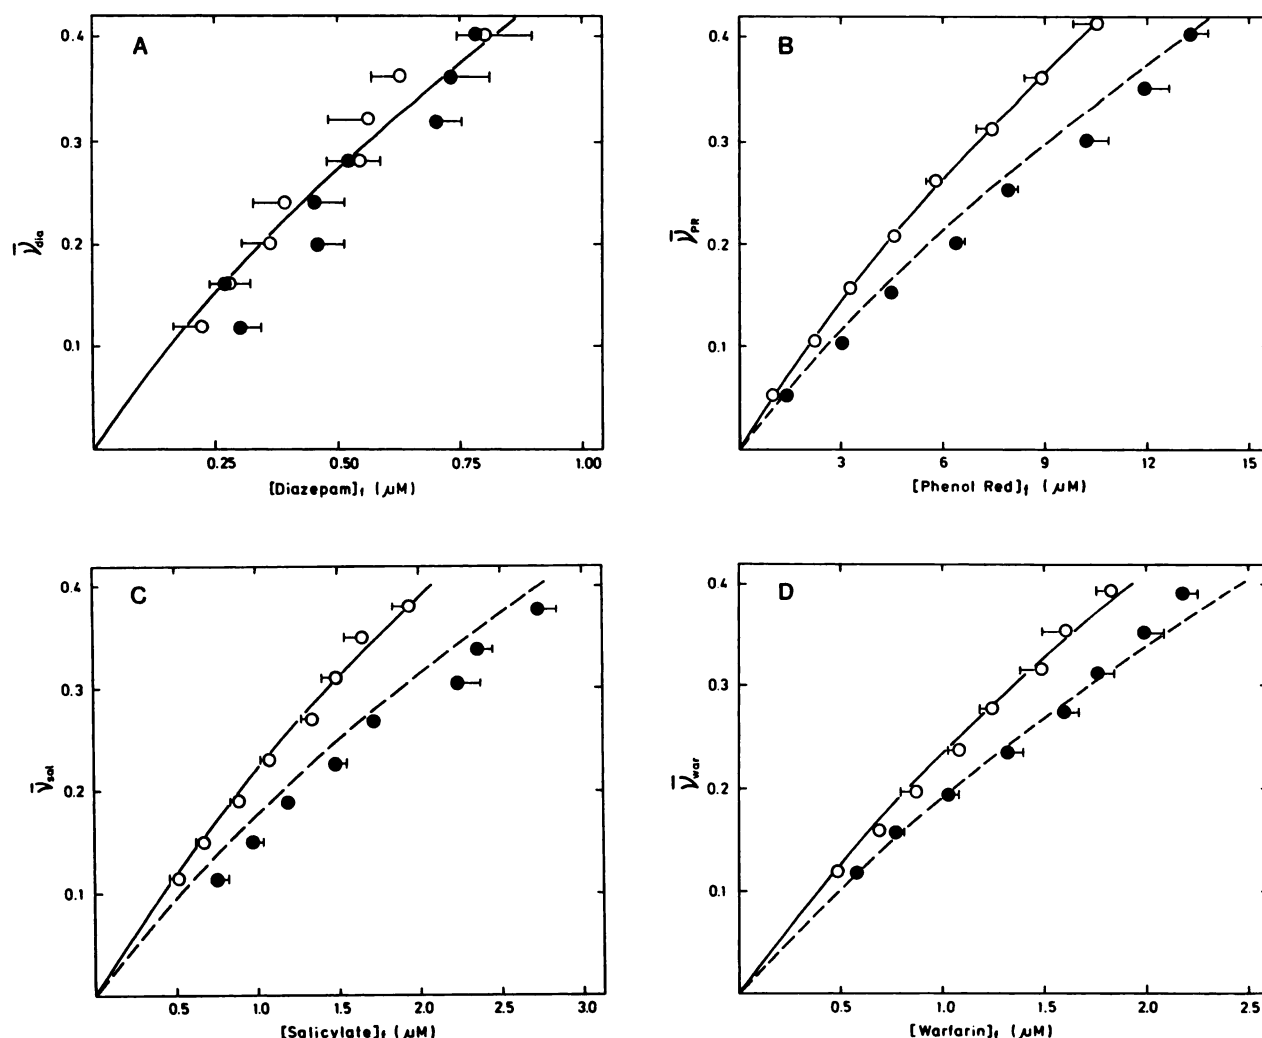 A
0.4
0.3
0.2
0.1
ν̅dia
0.25 0.50 0.75 1.00
[Diazepam]f (μM)
B
0.4
0.3
0.2
0.1
ν̅PR
3 6 9 12 15
[Phenol Red]f (μM)
C
0.4
0.3
0.2
0.1
ν̅sal
0.5 1.0 1.5 2.0 2.5 3.0
[Salicylate]f (μM)
D
0.4
0.3
0.2
0.1
ν̅war
0.5 1.0 1.5 2.0 2.5
[Warfarin]f (μM)